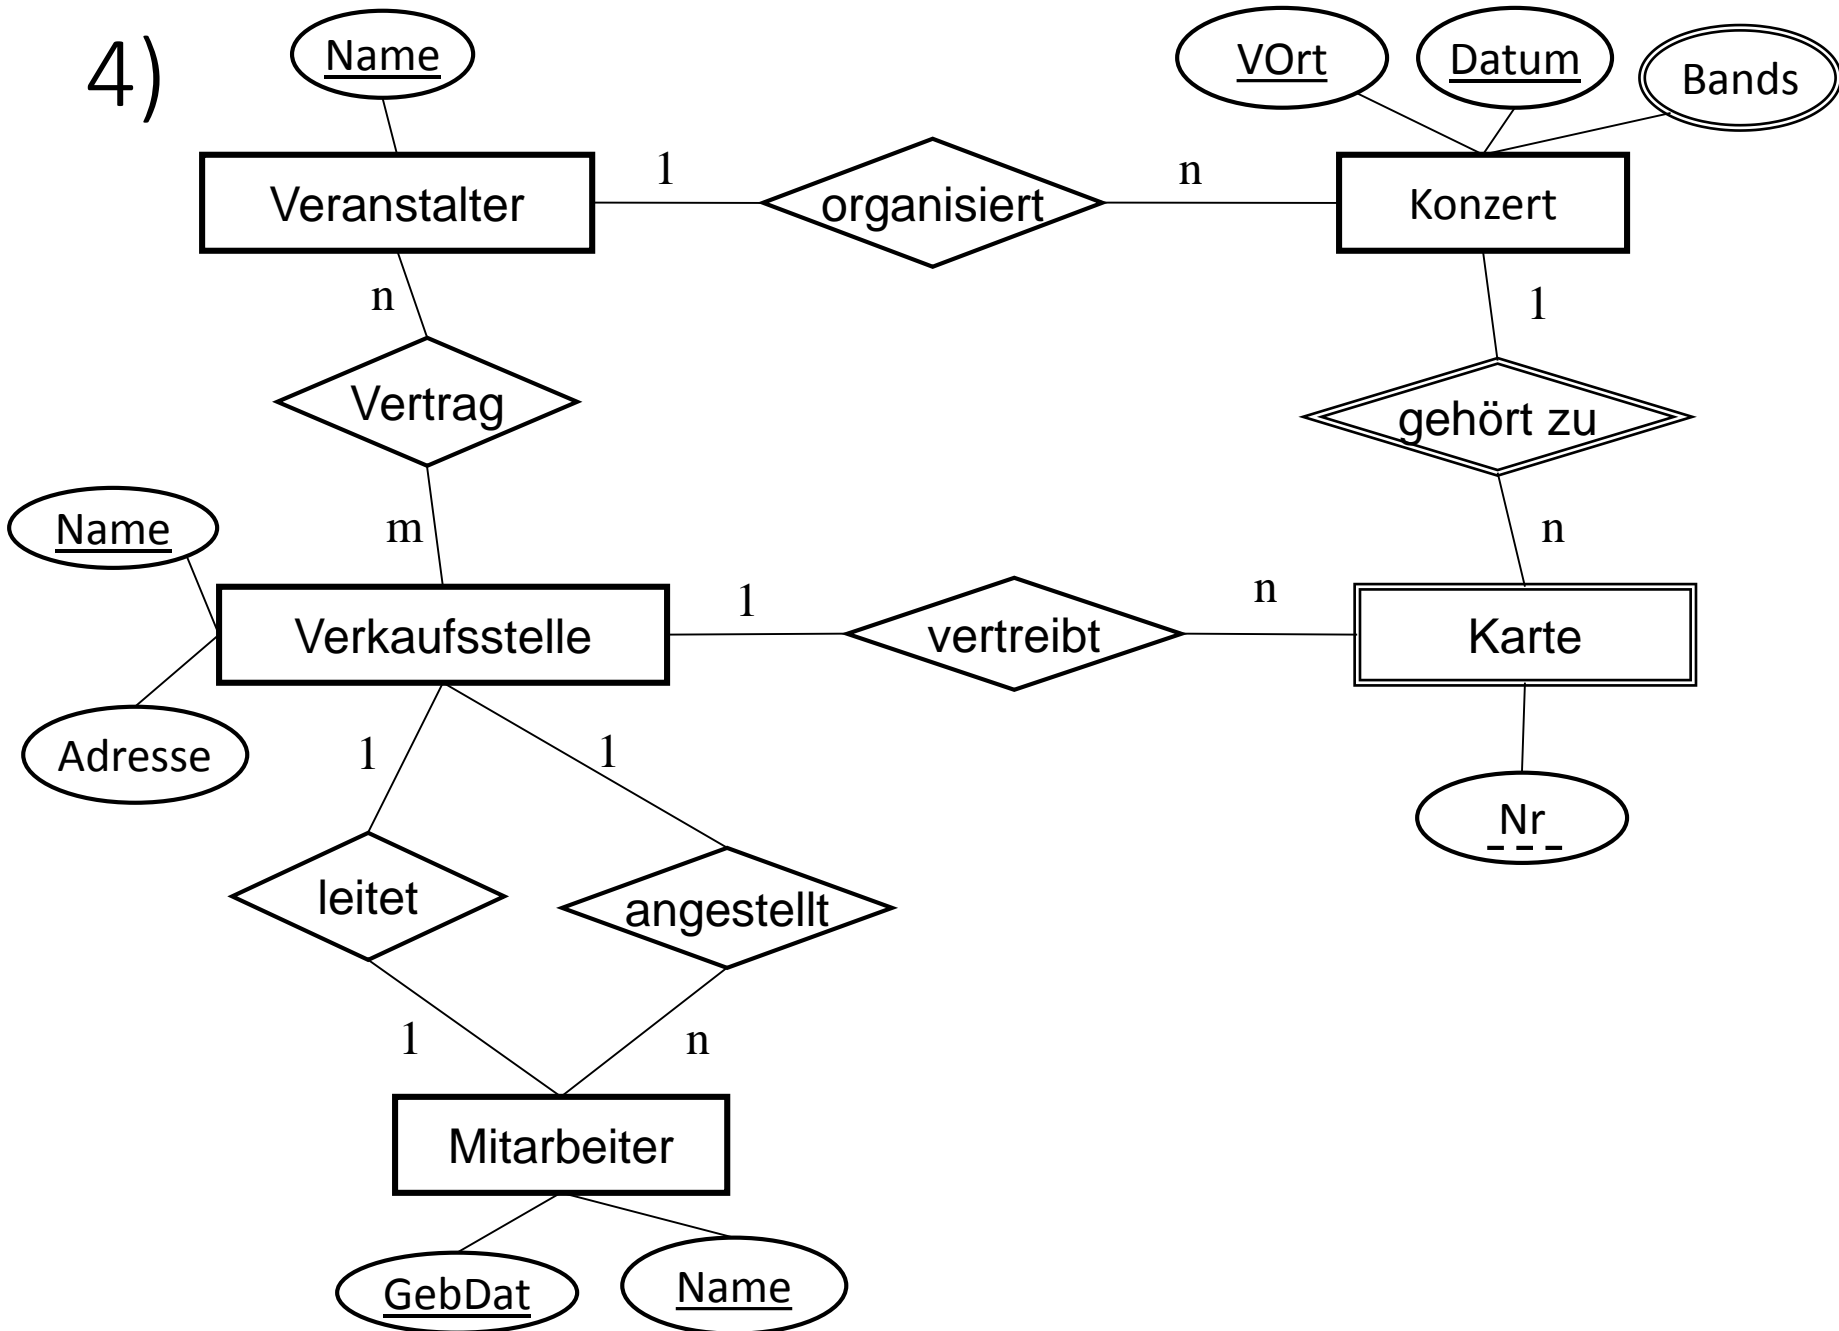 4)
Name
VOrt
Datum
Bands
Veranstalter
1
organisiert
n
Konzert
n
1
Vertrag
gehört zu
m
n
Name
Verkaufsstelle
1
vertreibt
n
Karte
Adresse
1
1
Nr
leitet
angestellt
1
n
Mitarbeiter
GebDat
Name